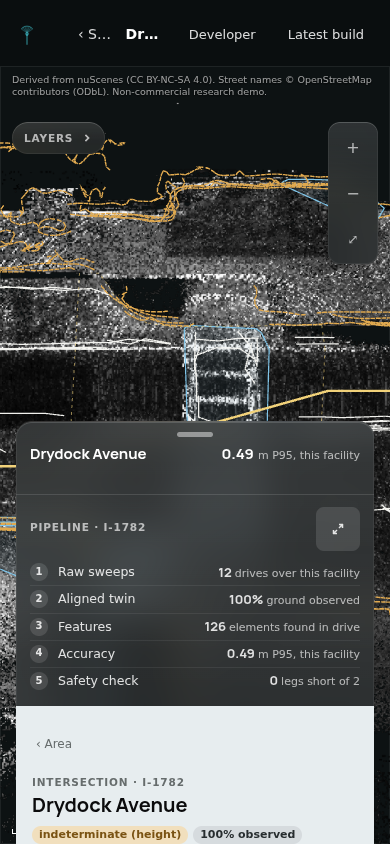 ‹ S… Dr… Developer Latest build
Derived from nuScenes (CC BY-NC-SA 4.0). Street names © OpenStreetMap
contributors (ODbL). Non-commercial research demo.
LAYERS ›
+
−
Drydock Avenue 0.49 m P95, this facility
PIPELINE · I-1782
1 Raw sweeps 12 drives over this facility
2 Aligned twin 100% ground observed
3 Features 126 elements found in drive
4 Accuracy 0.49 m P95, this facility
5 Safety check 0 legs short of 2
‹ Area
INTERSECTION · I-1782
Drydock Avenue
indeterminate (height) 100% observed